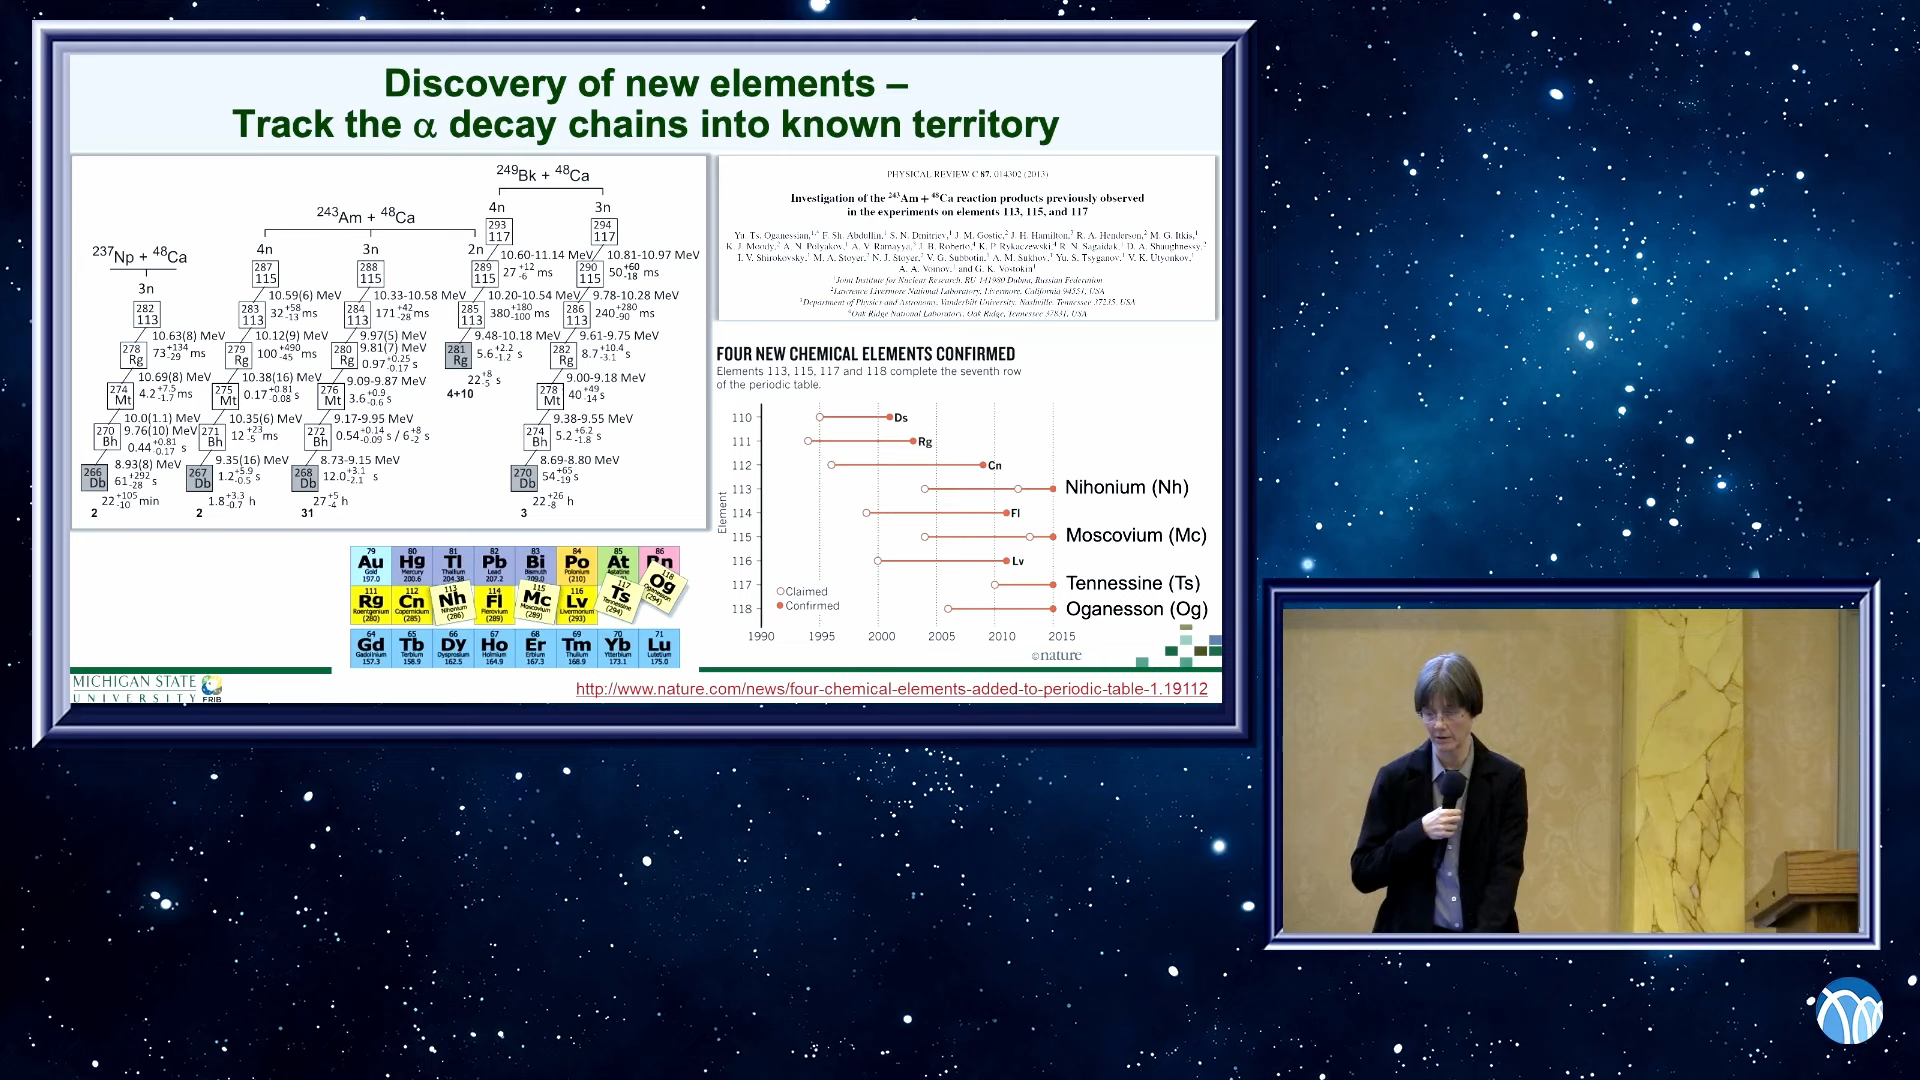 Discovery of new elements –
Track the α decay chains into known territory
249Bk + 48Ca
4n 3n
293 117
294 117
243Am + 48Ca
4n 3n 2n
10.60-11.14 MeV 10.81-10.97 MeV
287 115
288 115
289 115 27 +12 -6 ms
290 115 50 +60 -18 ms
237Np + 48Ca
3n
10.59(6) MeV 10.33-10.58 MeV 10.20-10.54 MeV 9.78-10.28 MeV
282 113
283 113 32 +58 -13 ms
284 113 171 +42 -28 ms
285 113 380 +180 -100 ms
286 113 240 +280 -90 ms
10.63(8) MeV 10.12(9) MeV 9.97(5) MeV 9.48-10.18 MeV 9.61-9.75 MeV
9.81(7) MeV
278 Rg 73 +134 -29 ms
279 Rg 100 +490 -45 ms
280 Rg 0.97 +0.25 -0.17 s
281 Rg 5.6 +2.2 -1.2 s
282 Rg 8.7 +10.4 -3.1 s
22 +8 -5 s
4+10
10.69(8) MeV 10.38(16) MeV 9.09-9.87 MeV 9.00-9.18 MeV
274 Mt 4.2 +7.5 -1.7 ms
275 Mt 0.17 +0.81 -0.08 s
276 Mt 3.6 +0.9 -0.6 s
278 Mt 40 +49 -14 s
10.0(1.1) MeV 10.35(6) MeV 9.17-9.95 MeV 9.38-9.55 MeV
9.76(10) MeV
270 Bh 0.44 +0.81 -0.17 s
271 Bh 12 +23 -5 ms
272 Bh 0.54 +0.14 -0.09 s / 6 +8 -2 s
274 Bh 5.2 +6.2 -1.8 s
8.93(8) MeV 9.35(16) MeV 8.73-9.15 MeV 8.69-8.80 MeV
266 Db 61 +292 -28 s
267 Db 1.2 +5.9 -0.5 s
268 Db 12.0 +3.1 -2.1 s
270 Db 54 +65 -19 s
22 +105 -10 min 1.8 +3.3 -0.7 h 27 +5 -4 h 22 +26 -8 h
2 2 31 3
PHYSICAL REVIEW C 87, 014302 (2013)
Investigation of the 243Am + 48Ca reaction products previously observed
in the experiments on elements 113, 115, and 117
Yu. Ts. Oganessian, F. Sh. Abdullin, S. N. Dmitriev, J. M. Gostic, J. H. Hamilton, R. A. Henderson, M. G. Itkis,
K. J. Moody, A. N. Polyakov, A. V. Ramayya, J. B. Roberto, K. P. Rykaczewski, R. N. Sagaidak, D. A. Shaughnessy,
I. V. Shirokovsky, M. A. Stoyer, N. J. Stoyer, V. G. Subbotin, A. M. Sukhov, Yu. S. Tsyganov, V. K. Utyonkov,
A. A. Voinov, and G. K. Vostokin
1Joint Institute for Nuclear Research, RU-141980 Dubna, Russian Federation
2Lawrence Livermore National Laboratory, Livermore, California 94551, USA
3Department of Physics and Astronomy, Vanderbilt University, Nashville, Tennessee 37235, USA
4Oak Ridge National Laboratory, Oak Ridge, Tennessee 37831, USA
FOUR NEW CHEMICAL ELEMENTS CONFIRMED
Elements 113, 115, 117 and 118 complete the seventh row
of the periodic table.
Element
110 Ds
111 Rg
112 Cn
113 Nihonium (Nh)
114 Fl
115 Moscovium (Mc)
116 Lv
117 Tennessine (Ts)
118 Oganesson (Og)
Claimed
Confirmed
1990 1995 2000 2005 2010 2015
©nature
79 80 81 82 83 84 85 86
Au Hg Tl Pb Bi Po At Rn
Gold Mercury Thallium Lead Bismuth Polonium Astatine
197.0 200.6 204.38 207.2 209.0 (210)
111 112 113 114 115 116 117 118
Rg Cn Nh Fl Mc Lv Ts Og
Roentgenium Copernicium Nihonium Flerovium Moscovium Livermorium Tennessine Oganesson
(280) (285) (286) (289) (289) (293) (294) (294)
64 65 66 67 68 69 70 71
Gd Tb Dy Ho Er Tm Yb Lu
Gadolinium Terbium Dysprosium Holmium Erbium Thulium Ytterbium Lutetium
157.3 158.9 162.5 164.9 167.3 168.9 173.1 175.0
MICHIGAN STATE
UNIVERSITY FRIB
http://www.nature.com/news/four-chemical-elements-added-to-periodic-table-1.19112